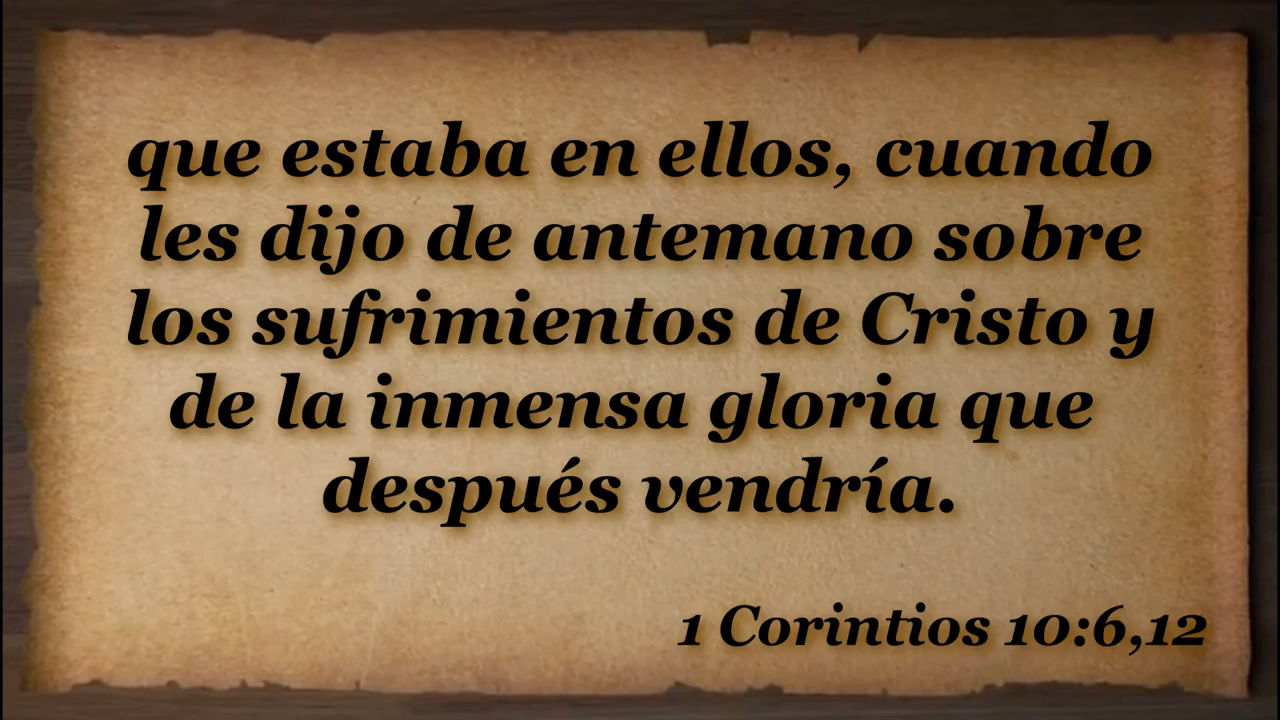 que estaba en ellos, cuando
les dijo de antemano sobre
los sufrimientos de Cristo y
de la inmensa gloria que
después vendría.
1 Corintios 10:6,12